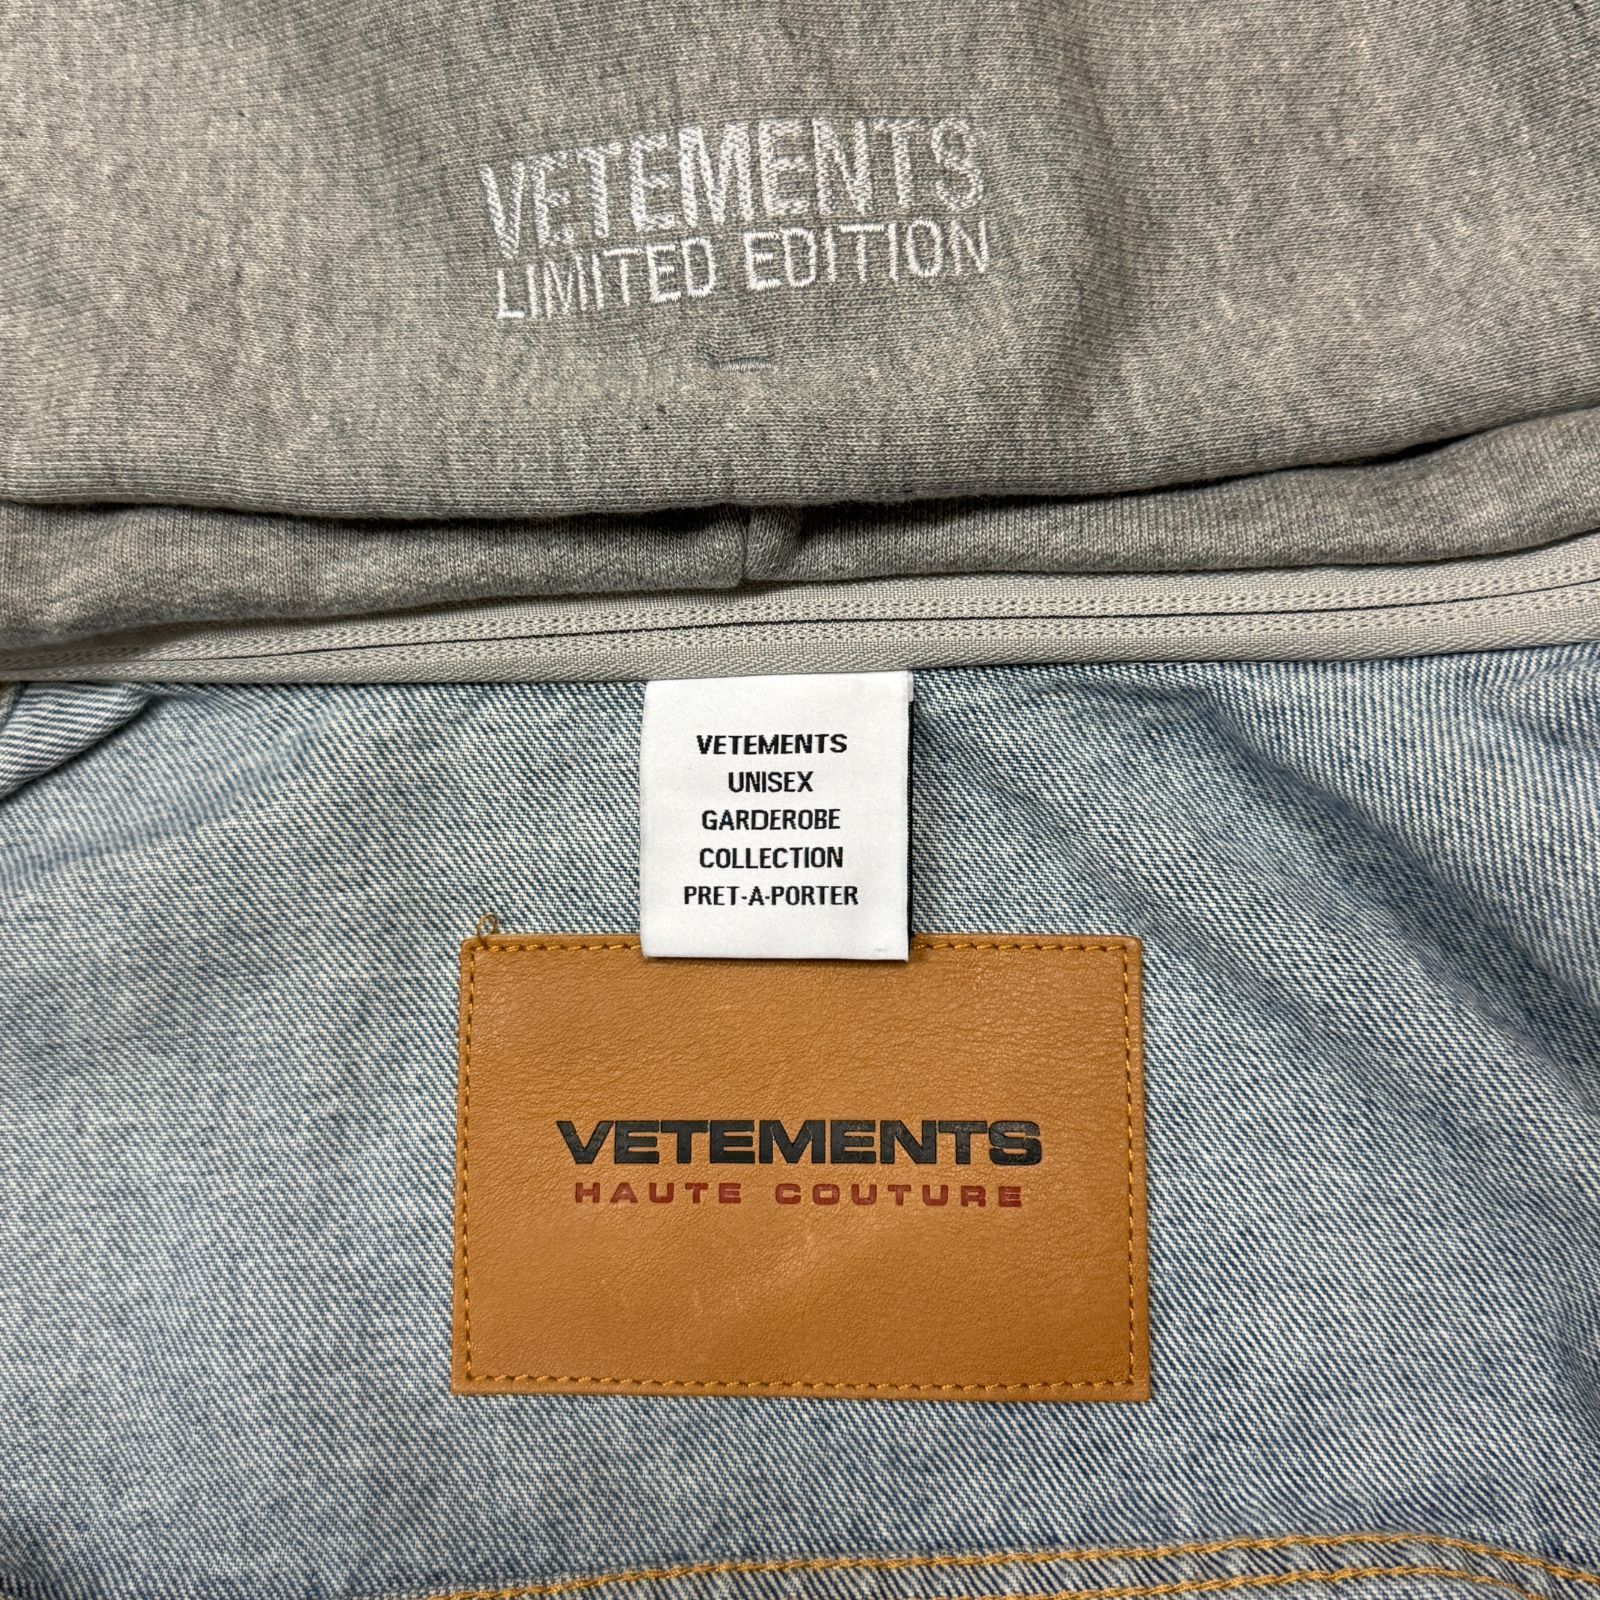 VETEMENTS
LIMITED EDITION
VETEMENTS
UNISEX
GARDEROBE
COLLECTION
PRET-A-PORTER
VETEMENTS
HAUTE COUTURE